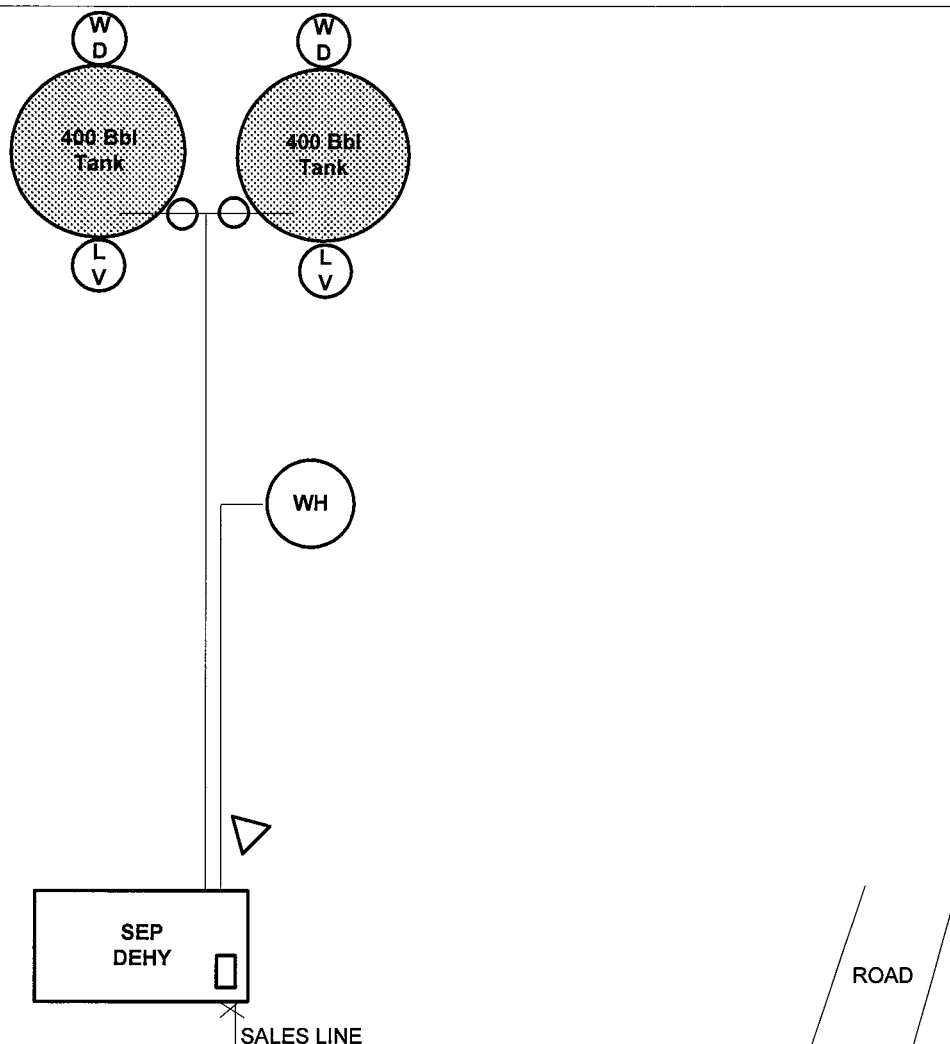 W
D
W
D
400 Bbl
Tank
400 Bbl
Tank
L
V
L
V
WH
SEP
DEHY
ROAD
SALES LINE